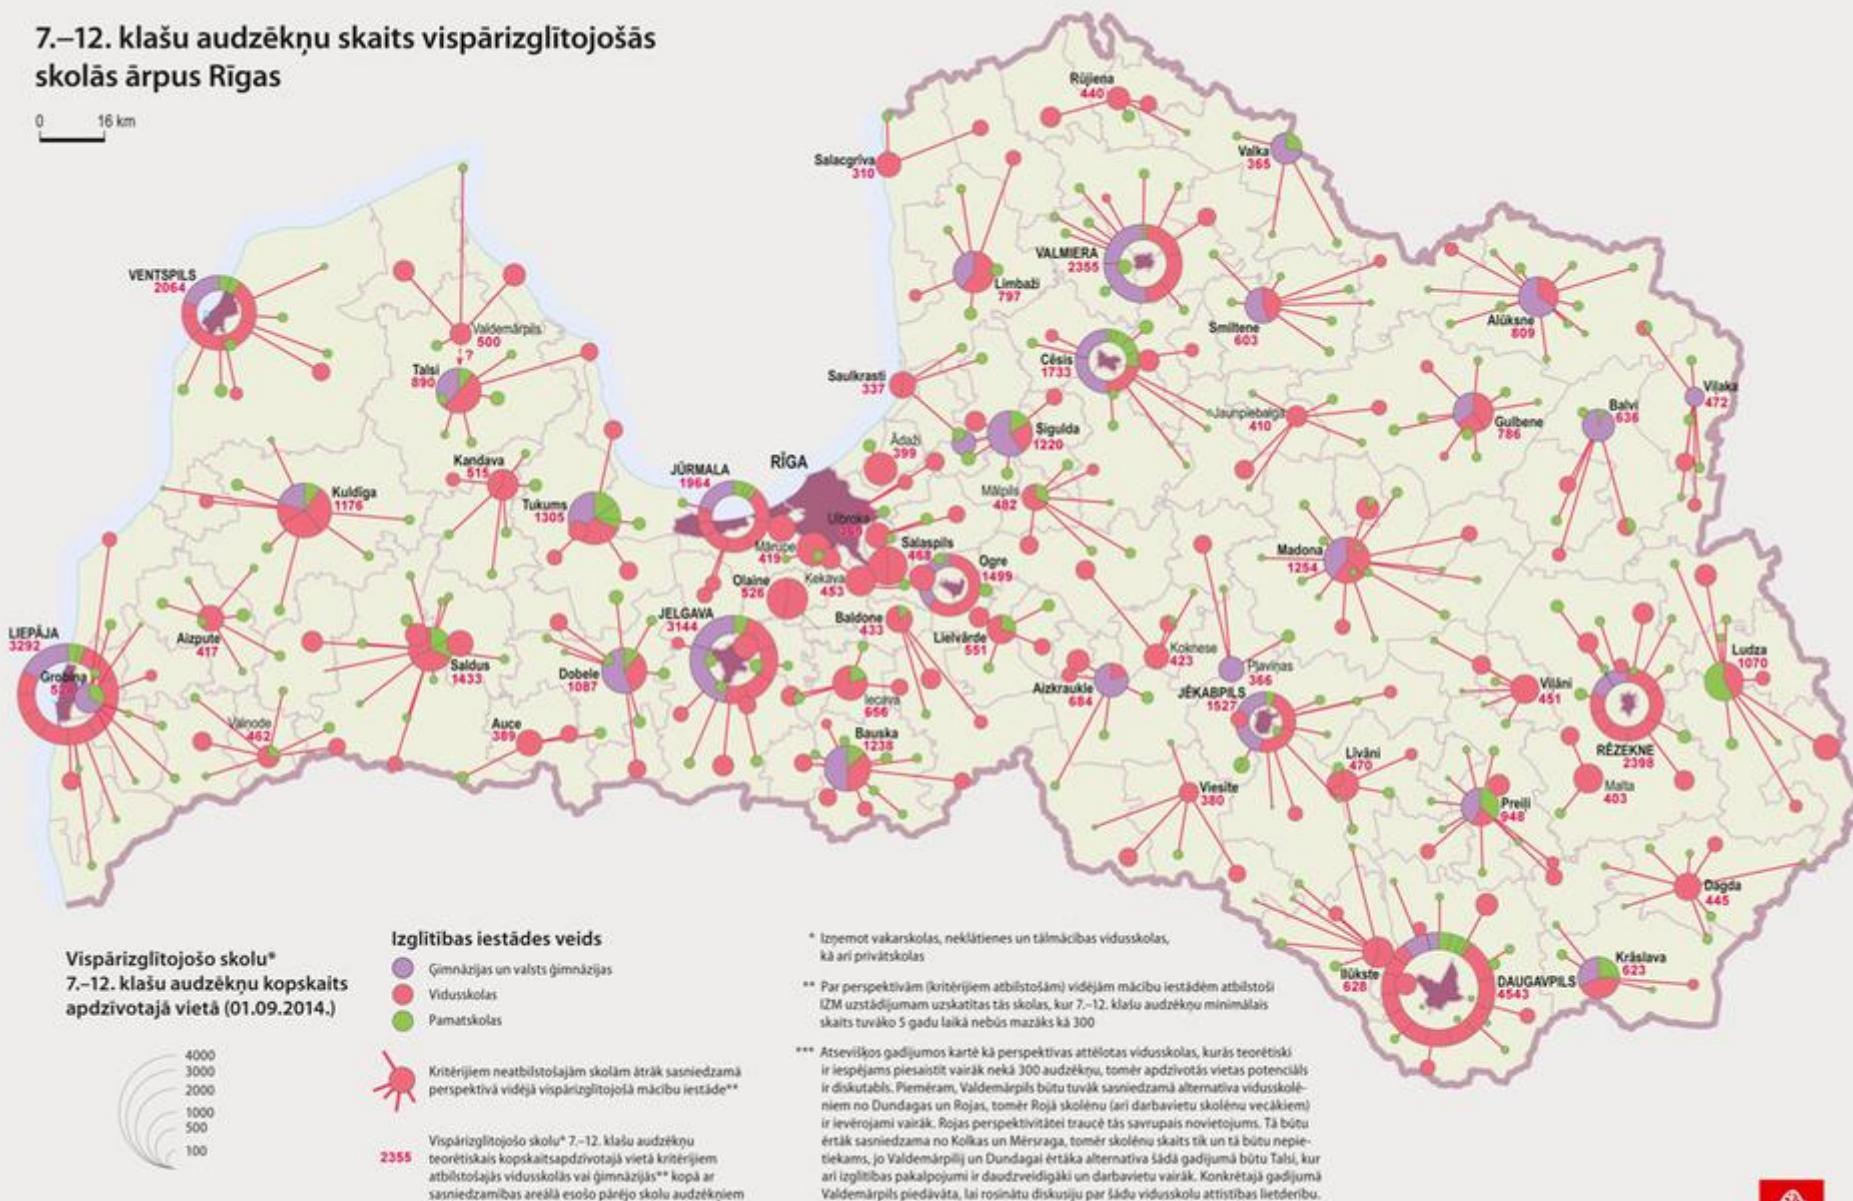 7.–12. klašu audzēkņu skaits vispārizglītojošās
skolās ārpus Rīgas
0 16 km
Rūjiena
440
Salacgrīva
310
Valka
365
VALMIERA
2355
Limbaži
797
Smiltene
603
Alūksne
809
VENTSPILS
2064
Valdemārpils
500
?
Talsi
890
Cēsis
1733
Saulkrasti
337
Sigulda
1220
Jaunpiebalga
410
Gulbene
786
Balvi
636
Viļaka
472
Ādaži
399
RĪGA
JŪRMALA
1964
Kandava
515
Kuldīga
1176
Tukums
1305
Mālpils
482
Ulbroka
Mārupe
419
Salaspils
468
Ogre
1499
Olaine
526
Ķekava
453
Madona
1254
JELGAVA
3144
Baldone
433
Lielvārde
551
LIEPĀJA
3292
Grobiņa
Aizpute
417
Saldus
1433
Dobele
1087
Koknese
423
Pļaviņas
366
Aizkraukle
684
JĒKABPILS
1527
Viļāni
451
Ludza
1070
RĒZEKNE
2398
Iecava
656
Vaiņode
462
Auce
389
Bauska
1238
Līvāni
470
Viesīte
380
Malta
403
Preiļi
948
Dagda
445
Krāslava
623
Ilūkste
628
DAUGAVPILS
4543
Vispārizglītojošo skolu*
7.–12. klašu audzēkņu kopskaits
apdzīvotajā vietā (01.09.2014.)
4000
3000
2000
1000
500
100
Izglītības iestādes veids
Ģimnāzijas un valsts ģimnāzijas
Vidusskolas
Pamatskolas
Kritērijiem neatbilstošajām skolām ātrāk sasniedzamā
perspektīvā vidējā vispārizglītojošā mācību iestāde**
2355
Vispārizglītojošo skolu* 7.–12. klašu audzēkņu
teorētiskais kopskaitsapdzīvotajā vietā kritērijiem
atbilstošajās vidusskolās vai ģimnāzijās** kopā ar
sasniedzamības areālā esošo pārējo skolu audzēkņiem
* Izņemot vakarskolas, neklātienes un tālmācības vidusskolas,
kā arī privātskolas
** Par perspektīvām (kritērijiem atbilstošām) vidējām mācību iestādēm atbilstoši
IZM uzstādījumam uzskatītas tās skolas, kur 7.–12. klašu audzēkņu minimālais
skaits tuvāko 5 gadu laikā nebūs mazāks kā 300
*** Atsevišķos gadījumos kartē kā perspektīvas attēlotas vidusskolas, kurās teorētiski
ir iespējams piesaistīt vairāk nekā 300 audzēkņu, tomēr apdzīvotās vietas potenciāls
ir diskutabls. Piemēram, Valdemārpils būtu tuvāk sasniedzamā alternatīva vidusskolē-
niem no Dundagas un Rojas, tomēr Rojā skolēnu (arī darbavietu skolēnu vecākiem)
ir ievērojami vairāk. Rojas perspektivitātei traucē tās savrupais novietojums. Tā būtu
ērtāk sasniedzama no Kolkas un Mērsraga, tomēr skolēnu skaits tik un tā būtu nepie-
tiekams, jo Valdemārpilij un Dundagai ērtāka alternatīva šādā gadījumā būtu Talsi, kur
arī izglītības pakalpojumi ir daudzveidīgāki un darbavietu vairāk. Konkrētajā gadījumā
Valdemārpils piedāvāta, lai rosinātu diskusiju par šādu vidusskolu attīstības lietderību.